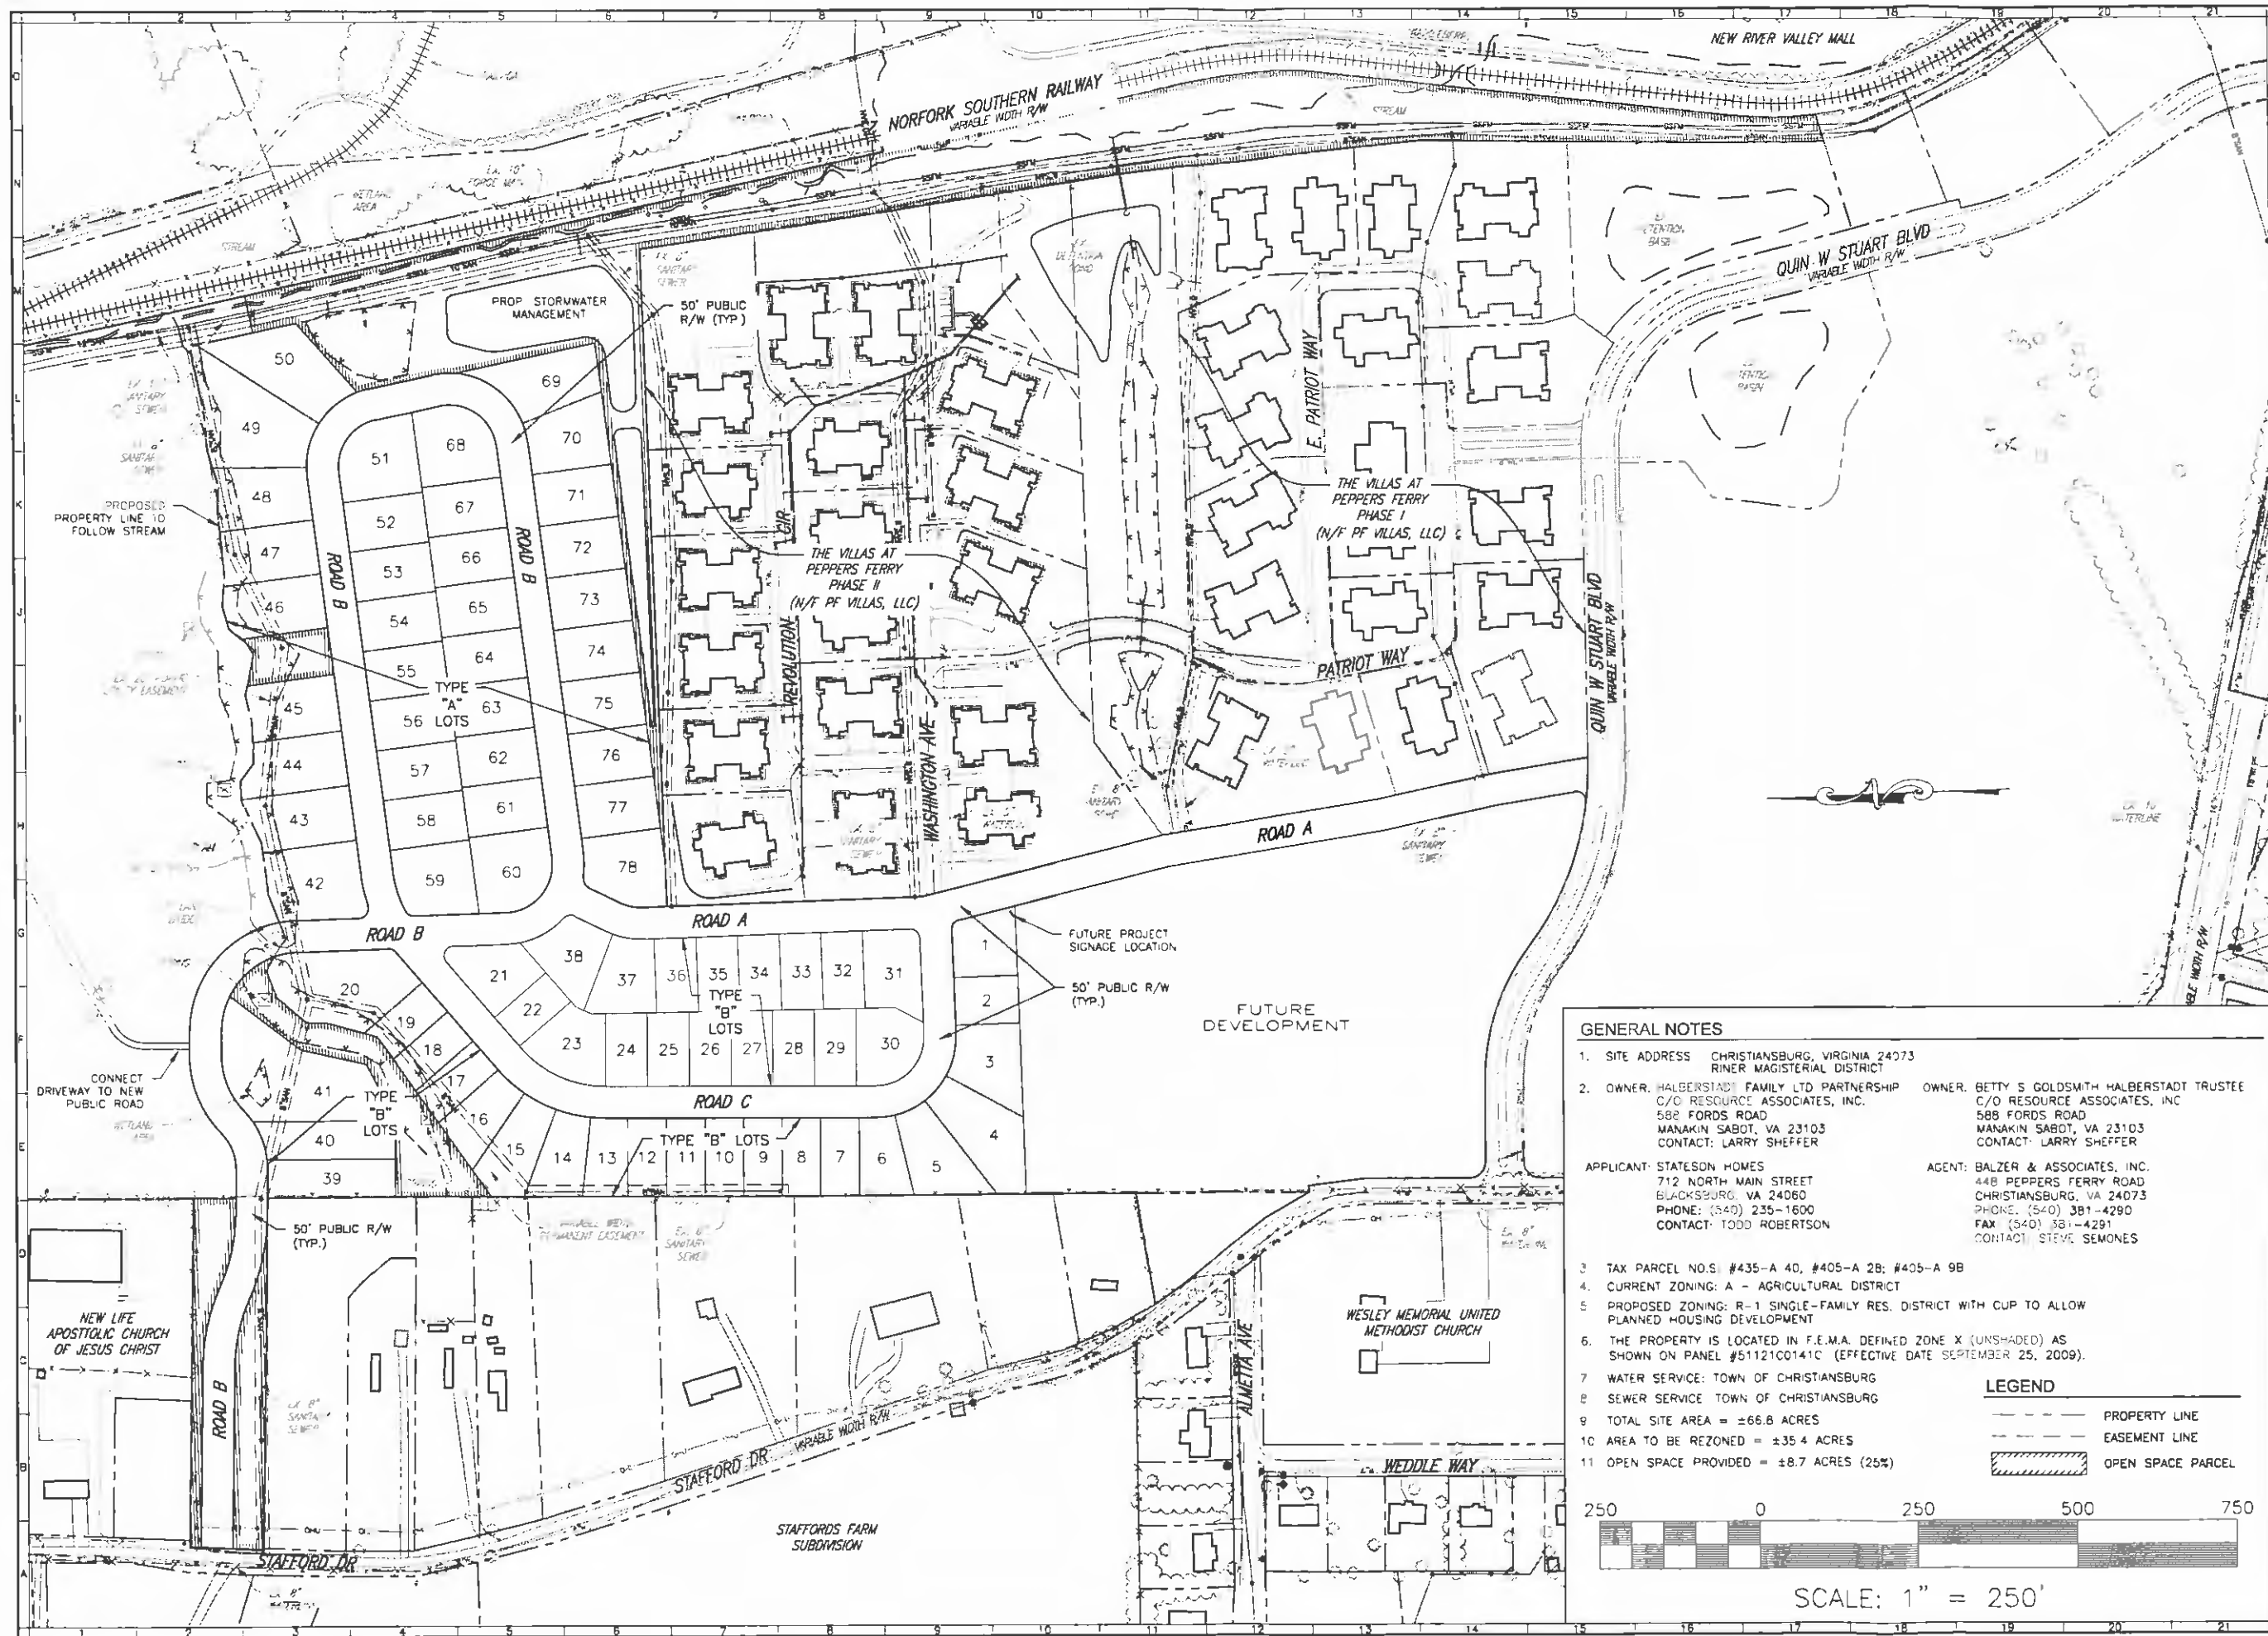 NEW RIVER VALLEY MALL
NORFORK SOUTHERN RAILWAY
VARIABLE WIDTH R/W
STREAM
STREAM
QUIN W STUART BLVD
VARIABLE WIDTH R/W
PROP STORMWATER
MANAGEMENT
50' PUBLIC
R/W (TYP)
E. PATRIOT WAY
50
69
49
70
51
68
48
71
52
67
47
72
53
66
46
73
54
65
74
55
64
45
75
56
63
44
76
57
62
43
77
58
61
42
78
59
60
PROPOSED
PROPERTY LINE TO
FOLLOW STREAM
ROAD B
ROAD B
TYPE
"A"
LOTS
THE VILLAS AT
PEPPERS FERRY
PHASE II
(N/F PF VILLAS, LLC)
THE VILLAS AT
PEPPERS FERRY
PHASE I
(N/F PF VILLAS, LLC)
REVOLUTION CIR
WASHINGTON AVE
PATRIOT WAY
QUIN W STUART BLVD
VARIABLE WIDTH R/W
ROAD A
ROAD A
ROAD B
FUTURE PROJECT
SIGNAGE LOCATION
50' PUBLIC R/W
(TYP.)
FUTURE
DEVELOPMENT
38
37
36
35
34
33
32
31
1
21
22
2
20
19
18
17
16
23
24
25
26
27
28
29
30
3
TYPE
"B"
LOTS
41
40
39
TYPE
"B"
LOTS
ROAD C
TYPE "B" LOTS
15
14
13
12
11
10
9
8
7
6
5
4
CONNECT
DRIVEWAY TO NEW
PUBLIC ROAD
50' PUBLIC R/W
(TYP.)
NEW LIFE
APOSTTOLIC CHURCH
OF JESUS CHRIST
ROAD B
WESLEY MEMORIAL UNITED
METHODIST CHURCH
ALMETTA AVE
WEDDLE WAY
STAFFORD DR
VARIABLE WIDTH R/W
STAFFORD DR
STAFFORDS FARM
SUBDIVISION
GENERAL NOTES
1. SITE ADDRESS CHRISTIANSBURG, VIRGINIA 24073
RINER MAGISTERIAL DISTRICT
2. OWNER. HALBERSTADT FAMILY LTD PARTNERSHIP
C/O RESOURCE ASSOCIATES, INC.
588 FORDS ROAD
MANAKIN SABOT, VA 23103
CONTACT: LARRY SHEFFER
OWNER. BETTY S GOLDSMITH HALBERSTADT TRUSTEE
C/O RESOURCE ASSOCIATES, INC
588 FORDS ROAD
MANAKIN SABOT, VA 23103
CONTACT: LARRY SHEFFER
APPLICANT: STATESON HOMES
712 NORTH MAIN STREET
BLACKSBURG, VA 24060
PHONE: (540) 235-1600
CONTACT: TODD ROBERTSON
AGENT: BALZER & ASSOCIATES, INC.
448 PEPPERS FERRY ROAD
CHRISTIANSBURG, VA 24073
PHONE. (540) 381-4290
FAX (540) 381-4291
CONTACT: STEVE SEMONES
3 TAX PARCEL NO.S: #435-A 40, #405-A 2B; #405-A 9B
4. CURRENT ZONING: A - AGRICULTURAL DISTRICT
5 PROPOSED ZONING: R-1 SINGLE-FAMILY RES. DISTRICT WITH CUP TO ALLOW
PLANNED HOUSING DEVELOPMENT
6. THE PROPERTY IS LOCATED IN F.E.M.A. DEFINED ZONE X (UNSHADED) AS
SHOWN ON PANEL #51121C0141C (EFFECTIVE DATE SEPTEMBER 25, 2009).
7 WATER SERVICE: TOWN OF CHRISTIANSBURG
8 SEWER SERVICE TOWN OF CHRISTIANSBURG
9 TOTAL SITE AREA = ±66.8 ACRES
10 AREA TO BE REZONED = ±35 4 ACRES
11 OPEN SPACE PROVIDED = ±8.7 ACRES (25%)
LEGEND
PROPERTY LINE
EASEMENT LINE
OPEN SPACE PARCEL
250 0 250 500 750
SCALE: 1" = 250'